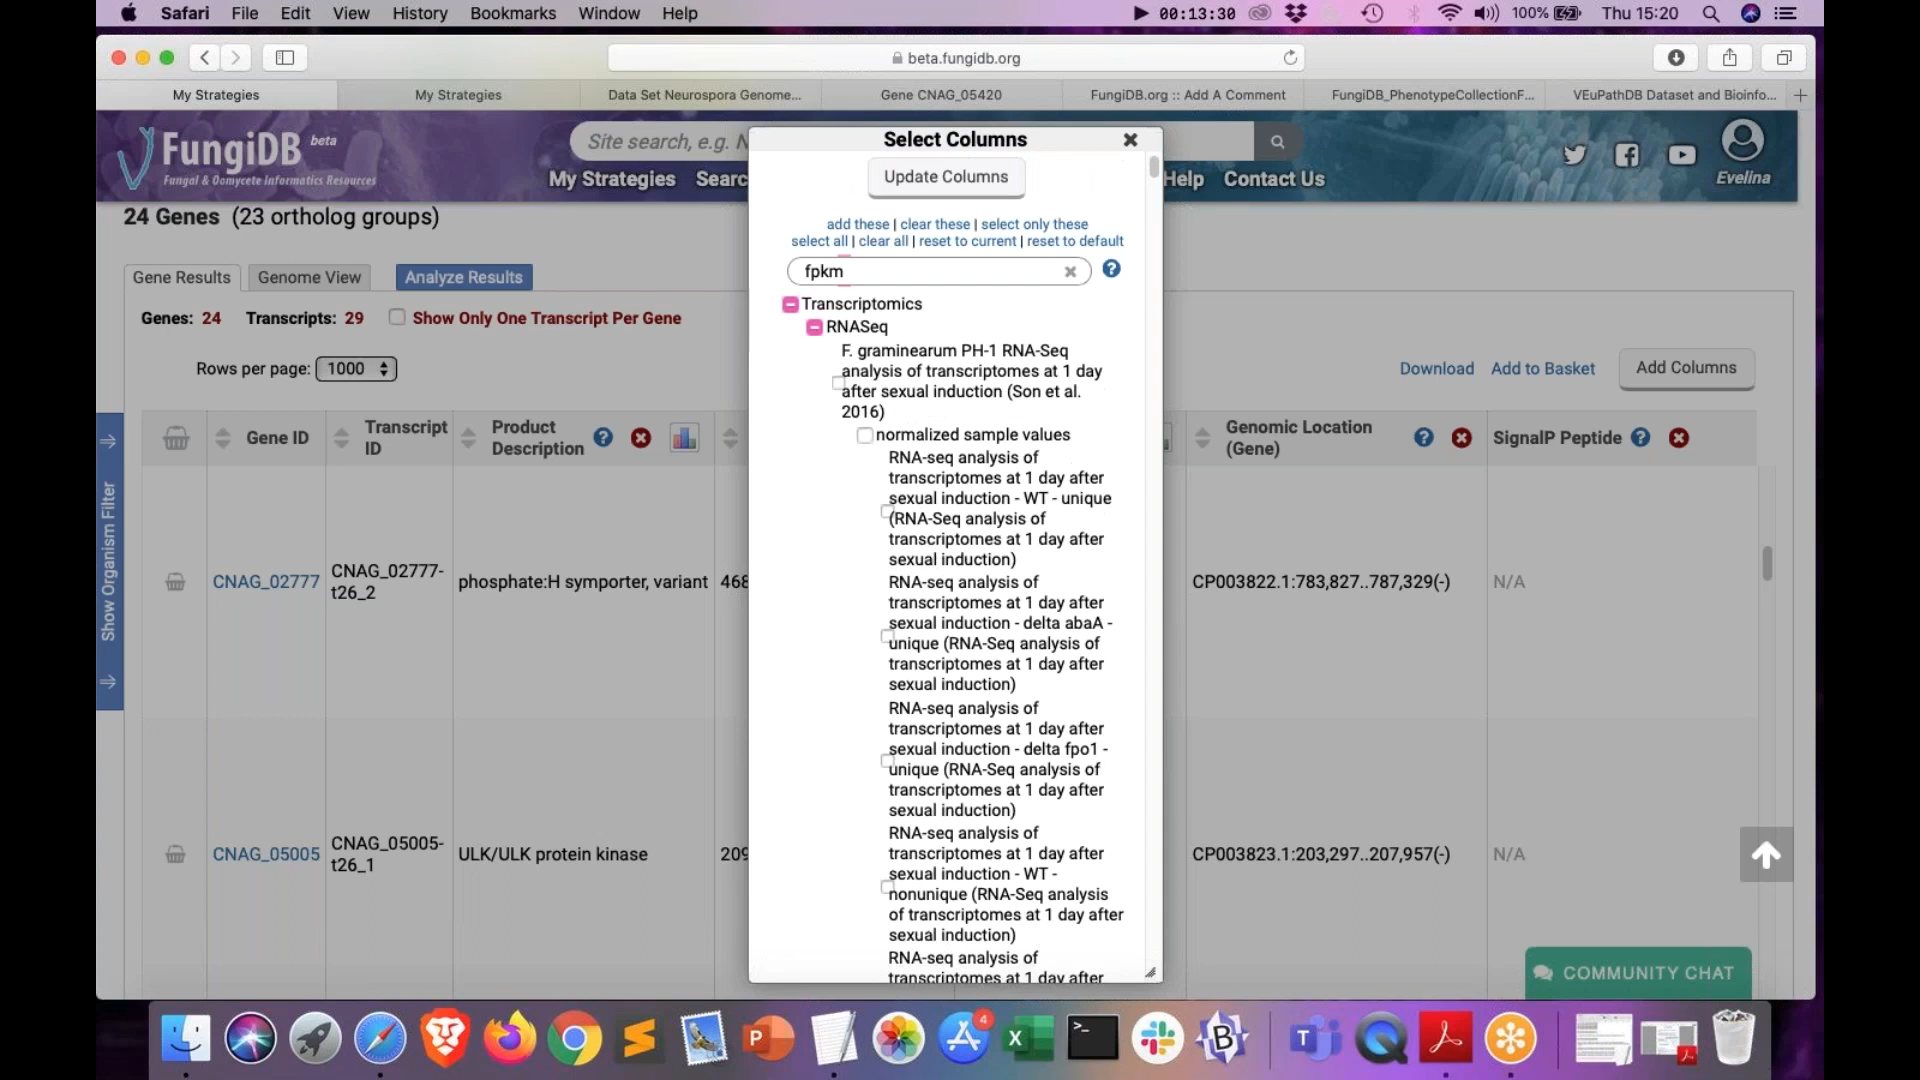 Safari File Edit View History Bookmarks Window Help 00:13:30 100% Thu 15:20
beta.fungidb.org
My Strategies My Strategies Data Set Neurospora Genome... Gene CNAG_05420 FungiDB.org :: Add A Comment FungiDB_PhenotypeCollectionF... VEuPathDB Dataset and Bioinfo...
FungiDB beta
Fungal & Oomycete Informatics Resources
Site search, e.g. N
My Strategies Searc Help Contact Us
Evelina
24 Genes (23 ortholog groups)
Gene Results Genome View Analyze Results
Genes: 24 Transcripts: 29 Show Only One Transcript Per Gene
Rows per page: 1000
Download Add to Basket Add Columns
Show Organism Filter
Gene ID
Transcript
ID
Product
Description
Genomic Location
(Gene)
SignalP Peptide
CNAG_02777
CNAG_02777-
t26_2
phosphate:H symporter, variant
468
CP003822.1:783,827..787,329(-)
N/A
CNAG_05005
CNAG_05005-
t26_1
ULK/ULK protein kinase
209
CP003823.1:203,297..207,957(-)
N/A
Select Columns
Update Columns
add these | clear these | select only these
select all | clear all | reset to current | reset to default
fpkm
Transcriptomics
RNASeq
F. graminearum PH-1 RNA-Seq
analysis of transcriptomes at 1 day
after sexual induction (Son et al.
2016)
normalized sample values
RNA-seq analysis of
transcriptomes at 1 day after
sexual induction - WT - unique
(RNA-Seq analysis of
transcriptomes at 1 day after
sexual induction)
RNA-seq analysis of
transcriptomes at 1 day after
sexual induction - delta abaA -
unique (RNA-Seq analysis of
transcriptomes at 1 day after
sexual induction)
RNA-seq analysis of
transcriptomes at 1 day after
sexual induction - delta fpo1 -
unique (RNA-Seq analysis of
transcriptomes at 1 day after
sexual induction)
RNA-seq analysis of
transcriptomes at 1 day after
sexual induction - WT -
nonunique (RNA-Seq analysis
of transcriptomes at 1 day after
sexual induction)
RNA-seq analysis of
transcriptomes at 1 day after
COMMUNITY CHAT
4